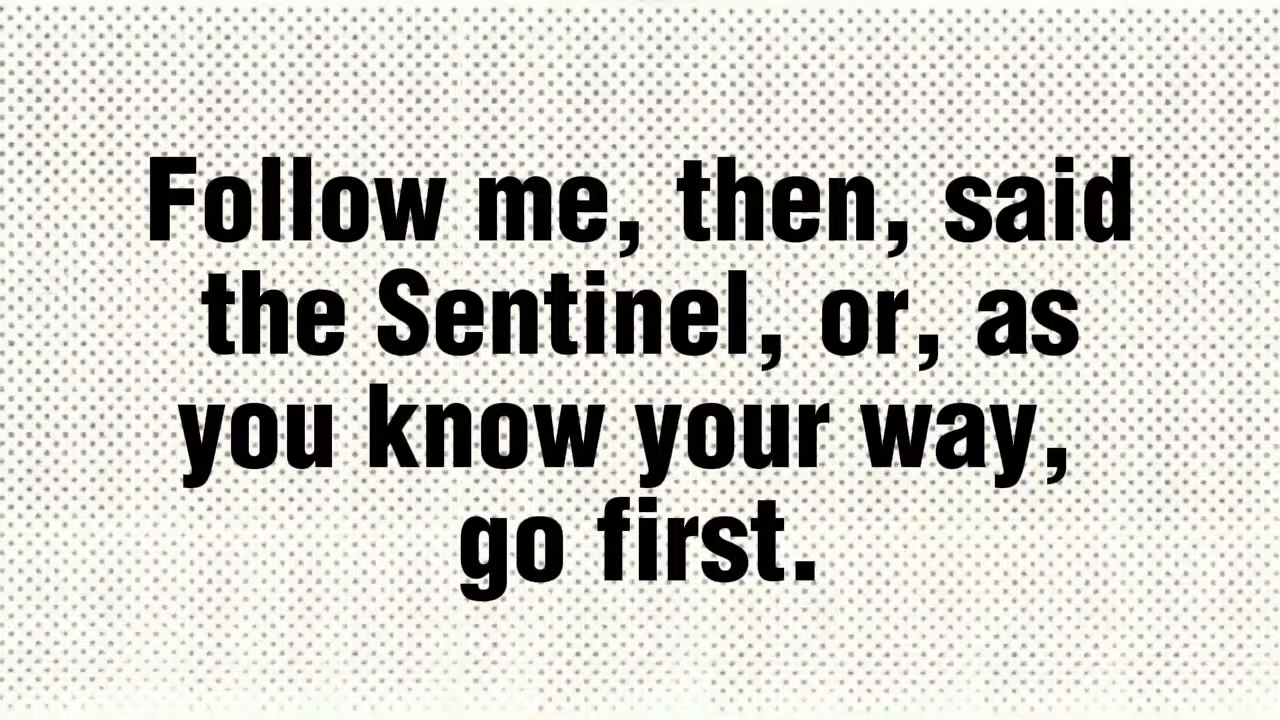 Follow me, then, said
the Sentinel, or, as
you know your way,
go first.